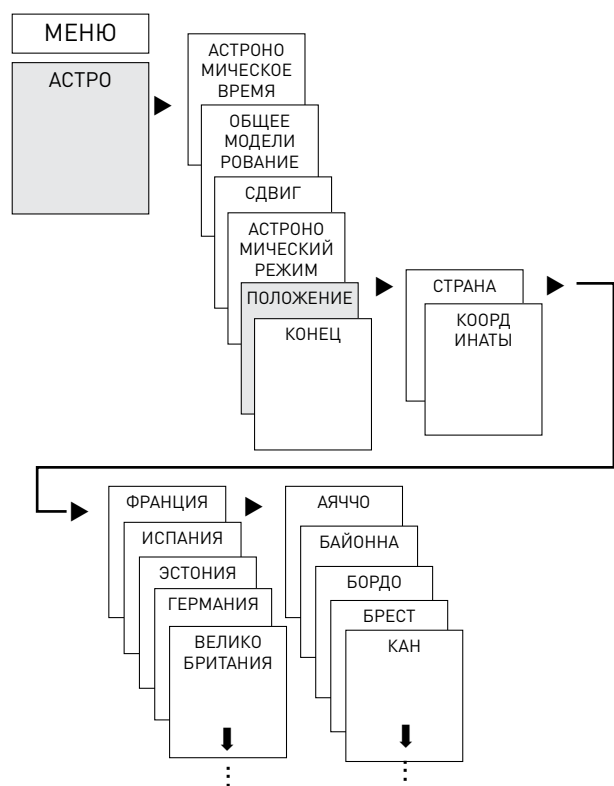 МЕНЮ
АСТРО
АСТРОНО
МИЧЕСКОЕ
ВРЕМЯ
ОБЩЕЕ
МОДЕЛИ
РОВАНИЕ
СДВИГ
АСТРОНО
МИЧЕСКИЙ
РЕЖИМ
ПОЛОЖЕНИЕ
КОНЕЦ
СТРАНА
КООРД
ИНАТЫ
ФРАНЦИЯ
ИСПАНИЯ
ЭСТОНИЯ
ГЕРМАНИЯ
ВЕЛИКО
БРИТАНИЯ
АЯЧЧО
БАЙОННА
БОРДО
БРЕСТ
КАН